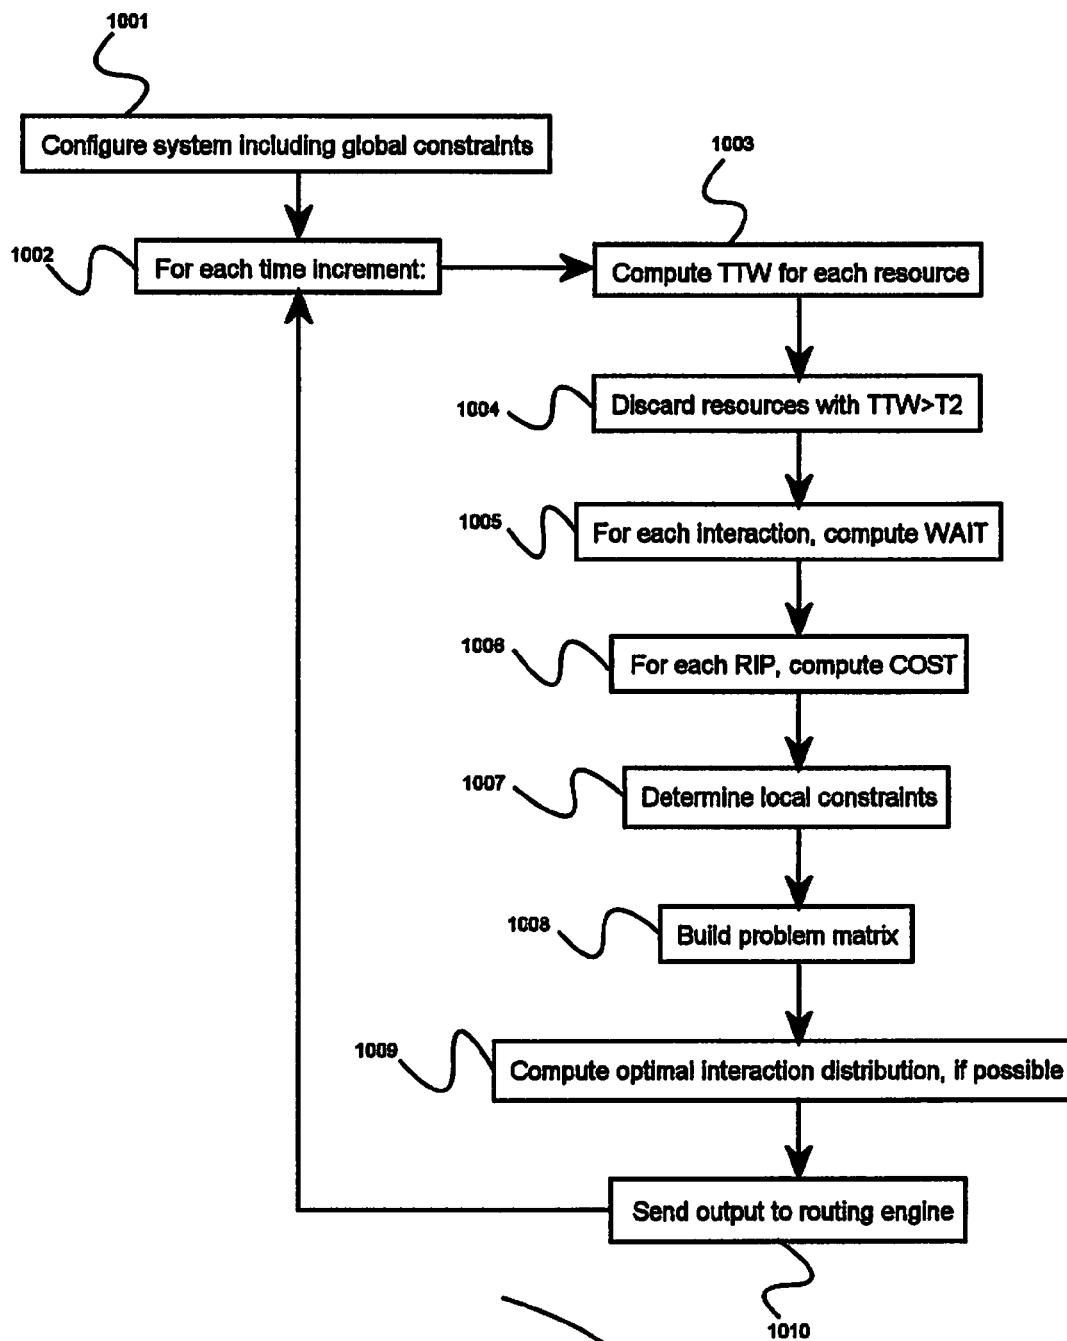 1001
Configure system including global constraints
1002
For each time increment:
1003
Compute TTW for each resource
1004
Discard resources with TTW>T2
1005
For each interaction, compute WAIT
1006
For each RIP, compute COST
1007
Determine local constraints
1008
Build problem matrix
1009
Compute optimal interaction distribution, if possible
Send output to routing engine
1010